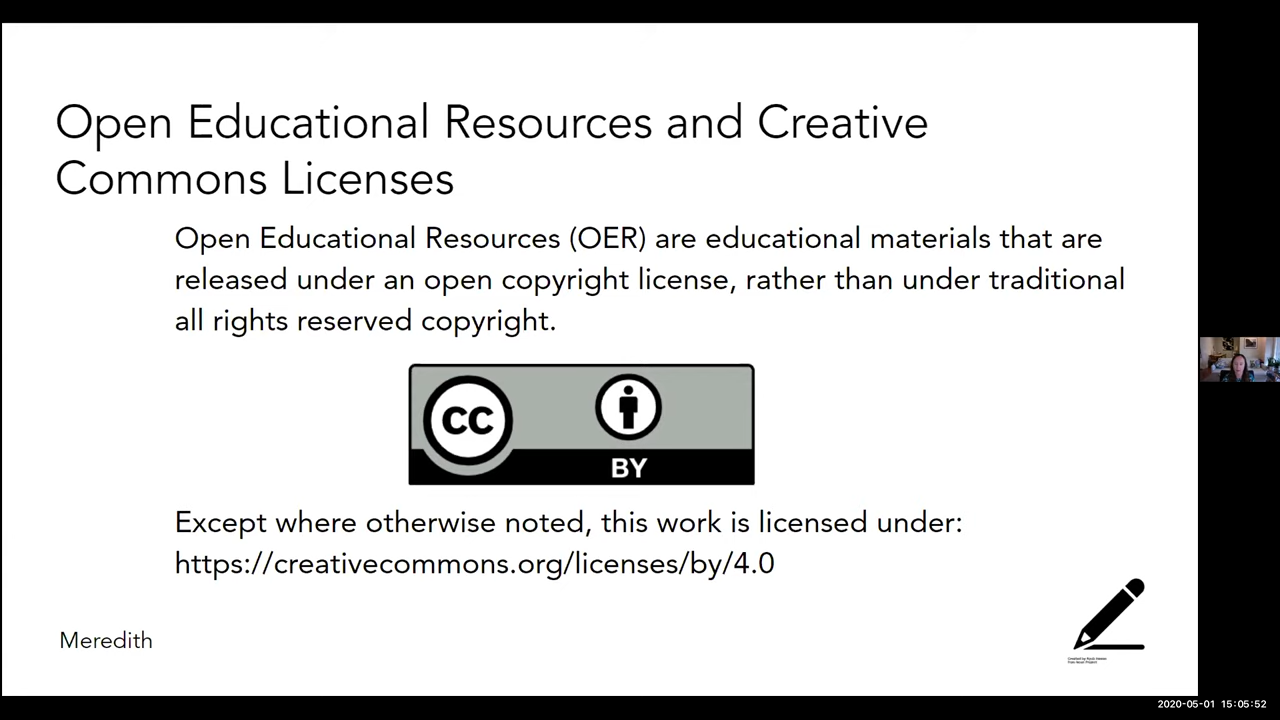 Open Educational Resources and Creative
Commons Licenses
Open Educational Resources (OER) are educational materials that are
released under an open copyright license, rather than under traditional
all rights reserved copyright.
CC
BY
Except where otherwise noted, this work is licensed under:
https://creativecommons.org/licenses/by/4.0
Meredith
2020-05-01 15:05:52